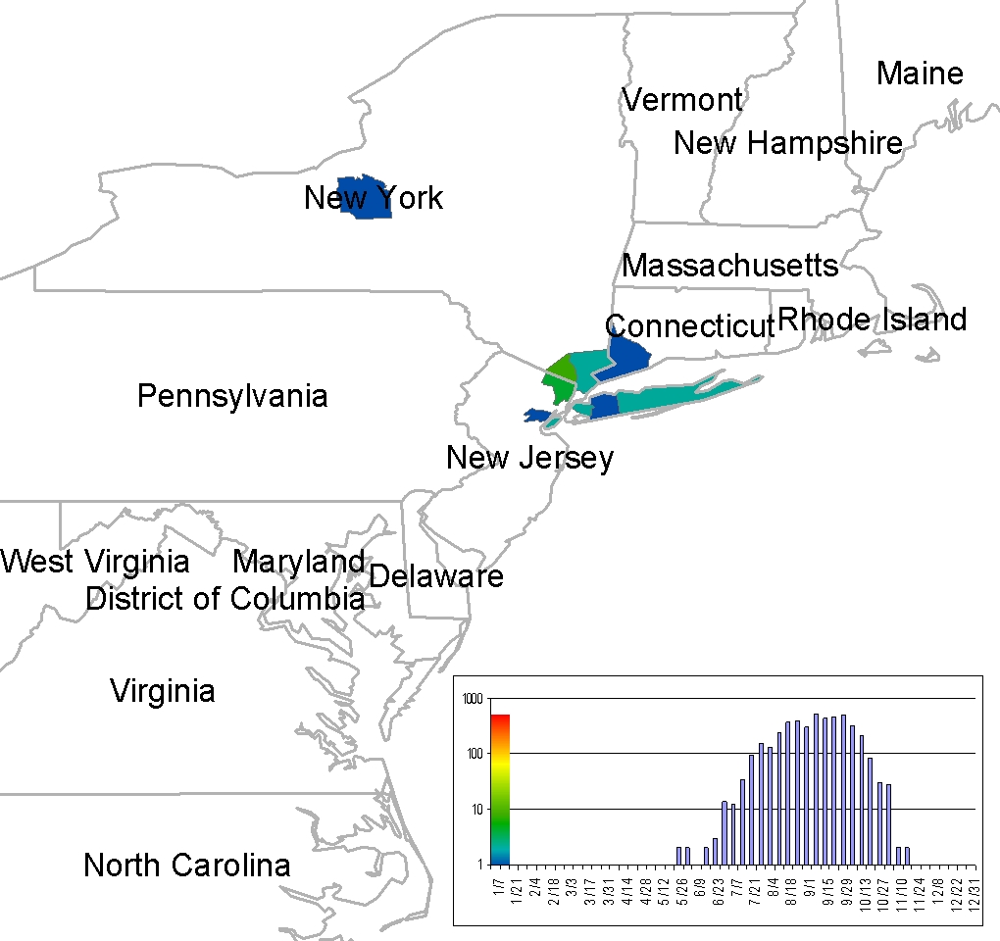 Maine
Vermont
New Hampshire
New York
Massachusetts
Connecticut
Rhode Island
Pennsylvania
New Jersey
West Virginia
Maryland
Delaware
District of Columbia
Virginia
North Carolina
1000
100
10
1
1/7
1/21
2/4
2/18
3/3
3/17
3/31
4/14
4/28
5/12
5/26
6/9
6/23
7/7
7/21
8/4
8/18
9/1
9/15
9/29
10/13
10/27
11/10
11/24
12/8
12/22
12/31